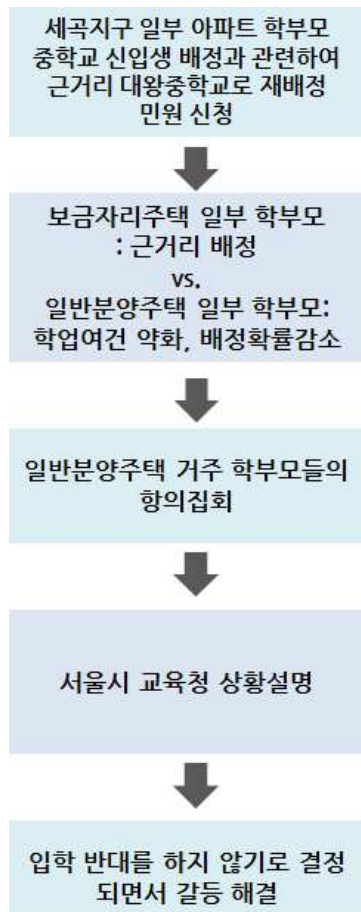 세곡지구 일부 아파트 학부모
중학교 신입생 배정과 관련하여
근거리 대왕중학교로 재배정
민원 신청
보금자리주택 일부 학부모
: 근거리 배정
vs.
일반분양주택 일부 학부모:
학업여건 약화, 배정확률감소
일반분양주택 거주 학부모들의
항의집회
서울시 교육청 상황설명
입학 반대를 하지 않기로 결정
되면서 갈등 해결